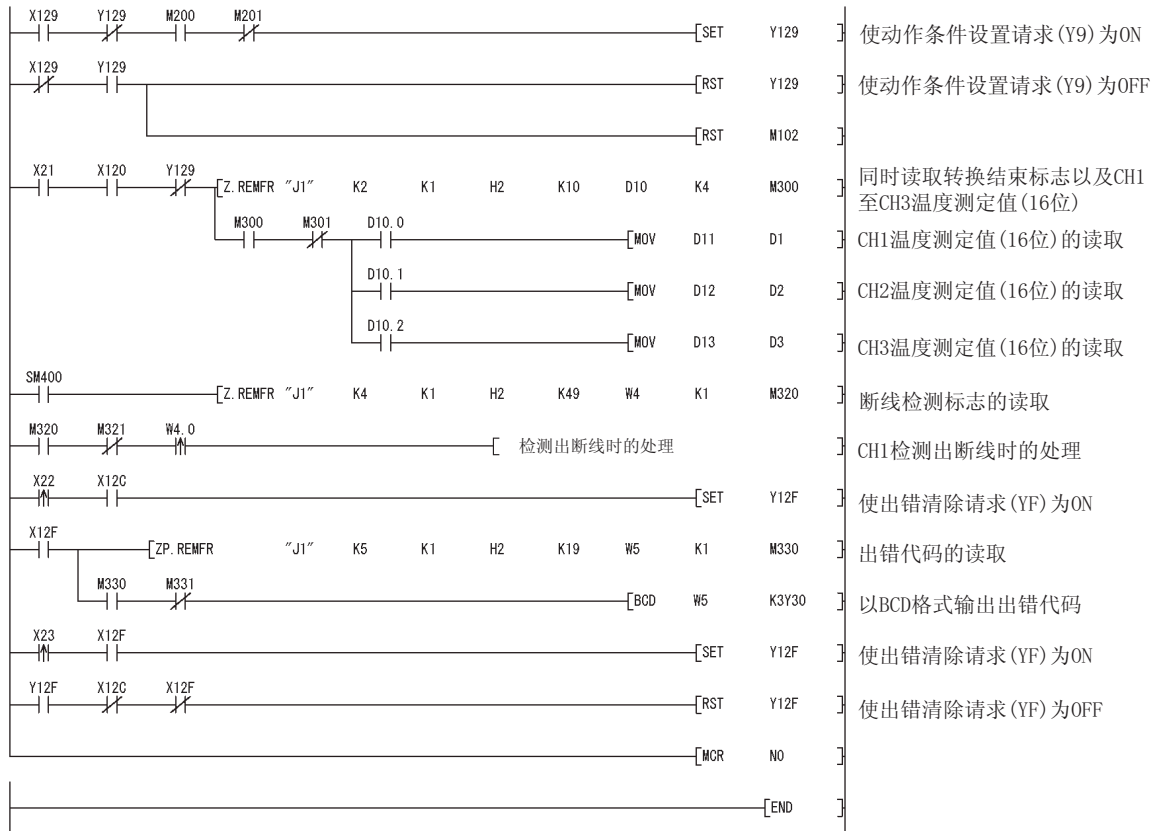 X129 Y129 M200 M201
SET Y129 使动作条件设置请求(Y9)为ON
X129 Y129
RST Y129 使动作条件设置请求(Y9)为OFF
RST M102
X21 X120 Y129
Z.REMFR "J1" K2 K1 H2 K10 D10 K4 M300 同时读取转换结束标志以及CH1
至CH3温度测定值(16位)
M300 M301 D10.0
MOV D11 D1 CH1温度测定值(16位)的读取
D10.1
MOV D12 D2 CH2温度测定值(16位)的读取
D10.2
MOV D13 D3 CH3温度测定值(16位)的读取
SM400
Z.REMFR "J1" K4 K1 H2 K49 W4 K1 M320 断线检测标志的读取
M320 M321 W4.0
检测出断线时的处理 CH1检测出断线时的处理
X22 X12C
SET Y12F 使出错清除请求(YF)为ON
X12F
ZP.REMFR "J1" K5 K1 H2 K19 W5 K1 M330 出错代码的读取
M330 M331
BCD W5 K3Y30 以BCD格式输出出错代码
X23 X12F
SET Y12F 使出错清除请求(YF)为ON
Y12F X12C X12F
RST Y12F 使出错清除请求(YF)为OFF
MCR N0
END